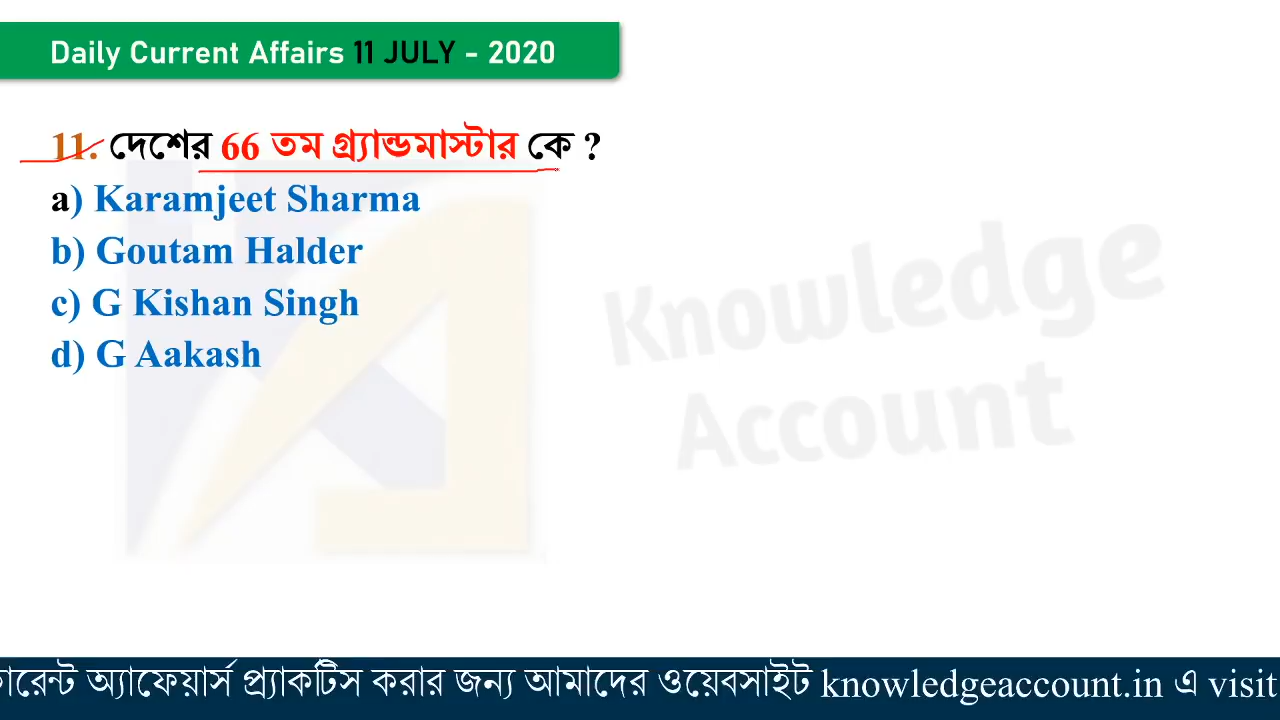 Daily Current Affairs 11 JULY - 2020
11. দেশের 66 তম গ্র্যান্ডমাস্টার কে ?
a) Karamjeet Sharma
b) Goutam Halder
c) G Kishan Singh
d) G Aakash
Knowledge
Account
কারেন্ট অ্যাফেয়ার্স প্র্যাকটিস করার জন্য আমাদের ওয়েবসাইট knowledgeaccount.in এ visit